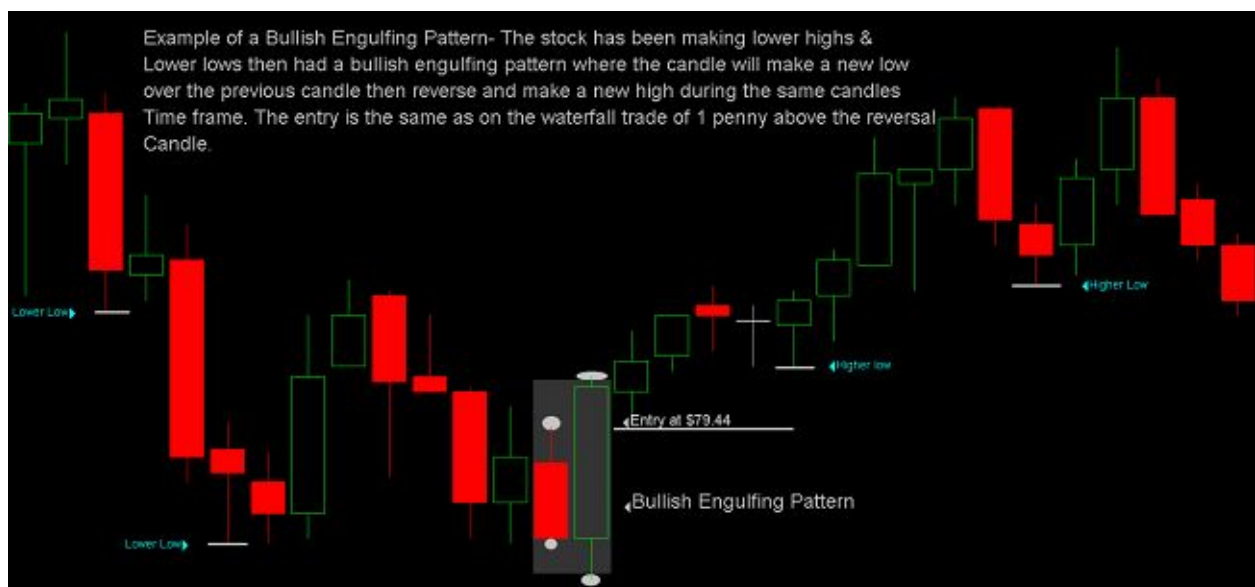 Example of a Bullish Engulfing Pattern- The stock has been making lower highs &
Lower lows then had a bullish engulfing pattern where the candle will make a new low
over the previous candle then reverse and make a new high during the same candles
Time frame. The entry is the same as on the waterfall trade of 1 penny above the reversal
Candle.
Higher Low
Lower Low
Higher low
Entry at $79.44
Bullish Engulfing Pattern
Lower Low